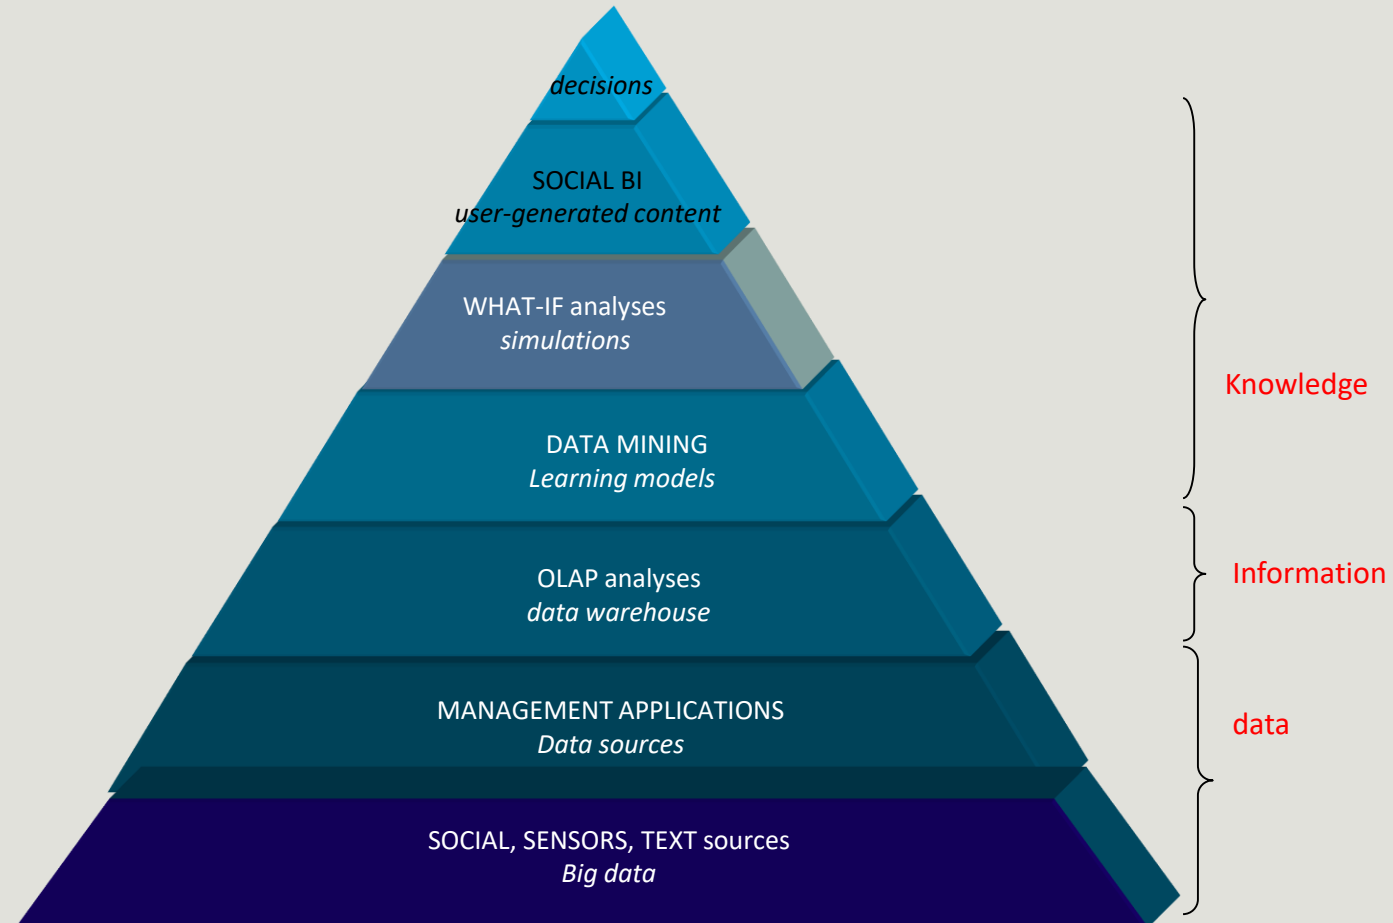 decisions
SOCIAL BI
user-generated content
WHAT-IF analyses
simulations
Knowledge
DATA MINING
Learning models
OLAP analyses
data warehouse
Information
MANAGEMENT APPLICATIONS
Data sources
data
SOCIAL, SENSORS, TEXT sources
Big data